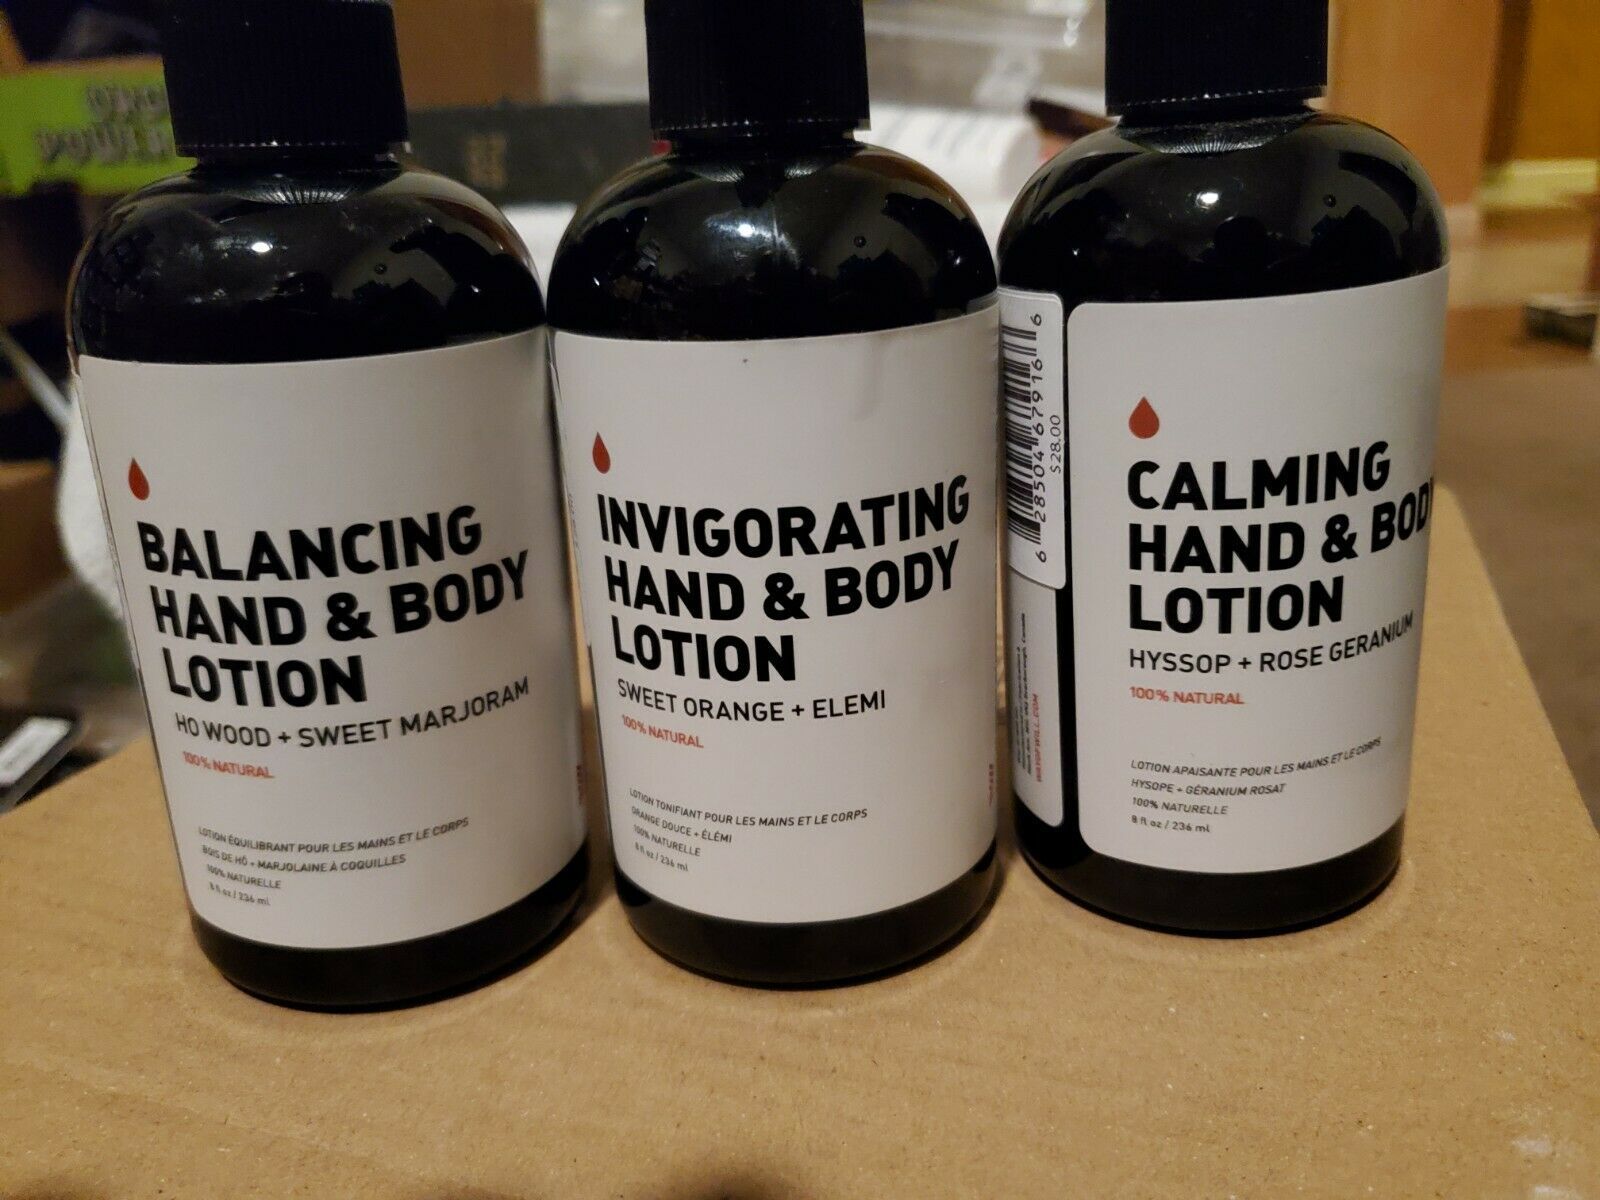 BALANCING
HAND & BODY
LOTION
HO WOOD + SWEET MARJORAM
100% NATURAL
LOTION ÉQUILIBRANT POUR LES MAINS ET LE CORPS
BOIS DE HÔ + MARJOLAINE À COQUILLES
100% NATURELLE
8 fl oz / 236 ml
INVIGORATING
HAND & BODY
LOTION
SWEET ORANGE + ELEMI
100% NATURAL
LOTION TONIFIANT POUR LES MAINS ET LE CORPS
ORANGE DOUCE + ÉLÉMI
100% NATURELLE
8 fl oz / 236 ml
6 28504 67916 6
$28.00
WAYOFWILL.COM
CALMING
HAND & BODY
LOTION
HYSSOP + ROSE GERANIUM
100% NATURAL
LOTION APAISANTE POUR LES MAINS ET LE CORPS
HYSOPE + GÉRANIUM ROSAT
100% NATURELLE
8 fl oz / 236 ml